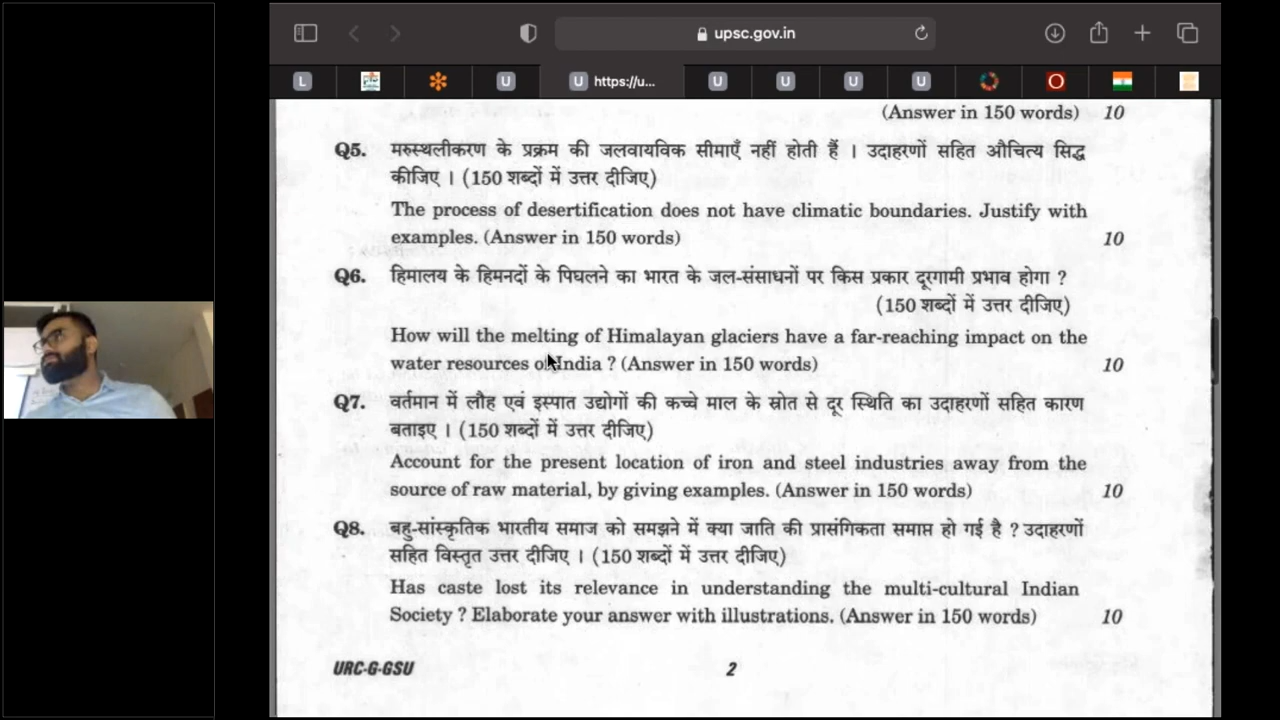 upsc.gov.in
L
U
U https://u...
U
U
U
U
(Answer in 150 words) 10
Q5. मरुस्थलीकरण के प्रक्रम की जलवायविक सीमाएँ नहीं होती हैं । उदाहरणों सहित औचित्य सिद्ध
कीजिए । (150 शब्दों में उत्तर दीजिए)
The process of desertification does not have climatic boundaries. Justify with
examples. (Answer in 150 words) 10
Q6. हिमालय के हिमनदों के पिघलने का भारत के जल-संसाधनों पर किस प्रकार दूरगामी प्रभाव होगा ?
(150 शब्दों में उत्तर दीजिए)
How will the melting of Himalayan glaciers have a far-reaching impact on the
water resources of India ? (Answer in 150 words) 10
Q7. वर्तमान में लौह एवं इस्पात उद्योगों की कच्चे माल के स्रोत से दूर स्थिति का उदाहरणों सहित कारण
बताइए । (150 शब्दों में उत्तर दीजिए)
Account for the present location of iron and steel industries away from the
source of raw material, by giving examples. (Answer in 150 words) 10
Q8. बहु-सांस्कृतिक भारतीय समाज को समझने में क्या जाति की प्रासंगिकता समाप्त हो गई है ? उदाहरणों
सहित विस्तृत उत्तर दीजिए । (150 शब्दों में उत्तर दीजिए)
Has caste lost its relevance in understanding the multi-cultural Indian
Society ? Elaborate your answer with illustrations. (Answer in 150 words) 10
URC-G-GSU 2